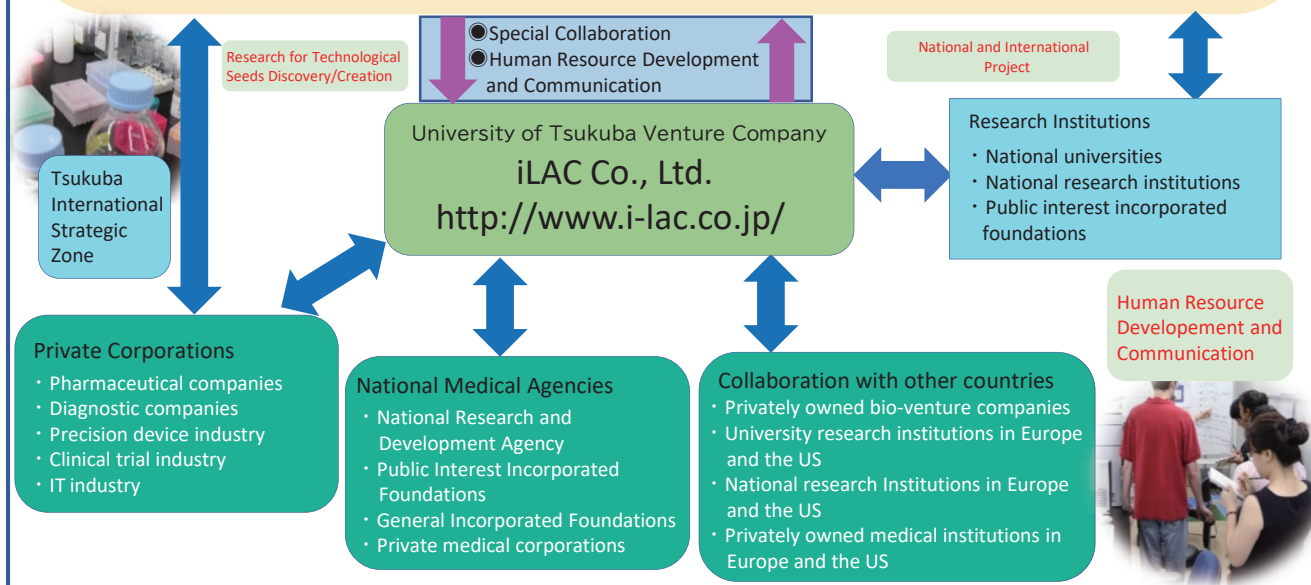 Research for Technological
Seeds Discovery/Creation
◉Special Collaboration
◉Human Resource Development
and Communication
National and International
Project
Tsukuba
International
Strategic
Zone
University of Tsukuba Venture Company
iLAC Co., Ltd.
http://www.i-lac.co.jp/
Research Institutions
・National universities
・National research institutions
・Public interest incorporated
foundations
Human Resource
Developement and
Communication
Private Corporations
・Pharmaceutical companies
・Diagnostic companies
・Precision device industry
・Clinical trial industry
・IT industry
National Medical Agencies
・National Research and
Development Agency
・Public Interest Incorporated
Foundations
・General Incorporated Foundations
・Private medical corporations
Collaboration with other countries
・Privately owned bio-venture companies
・University research institutions in Europe
and the US
・National research Institutions in Europe
and the US
・Privately owned medical institutions in
Europe and the US